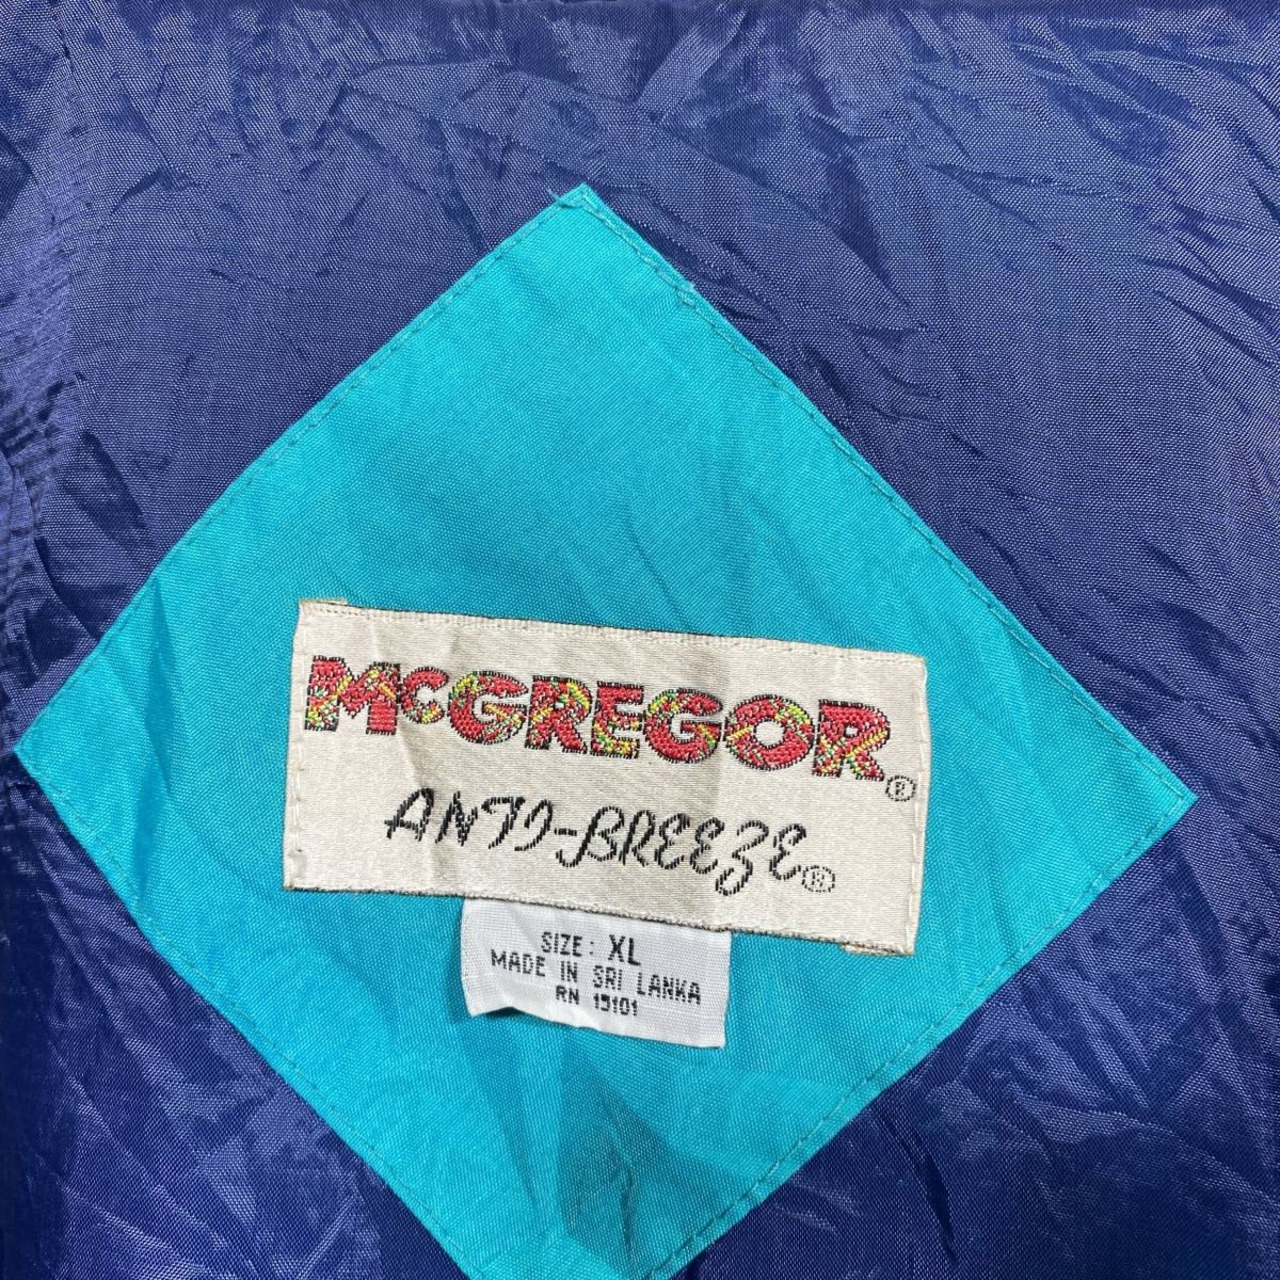 McGREGOR®
ANTI-BREEZE®
SIZE: XL
MADE IN SRI LANKA
RN 13101